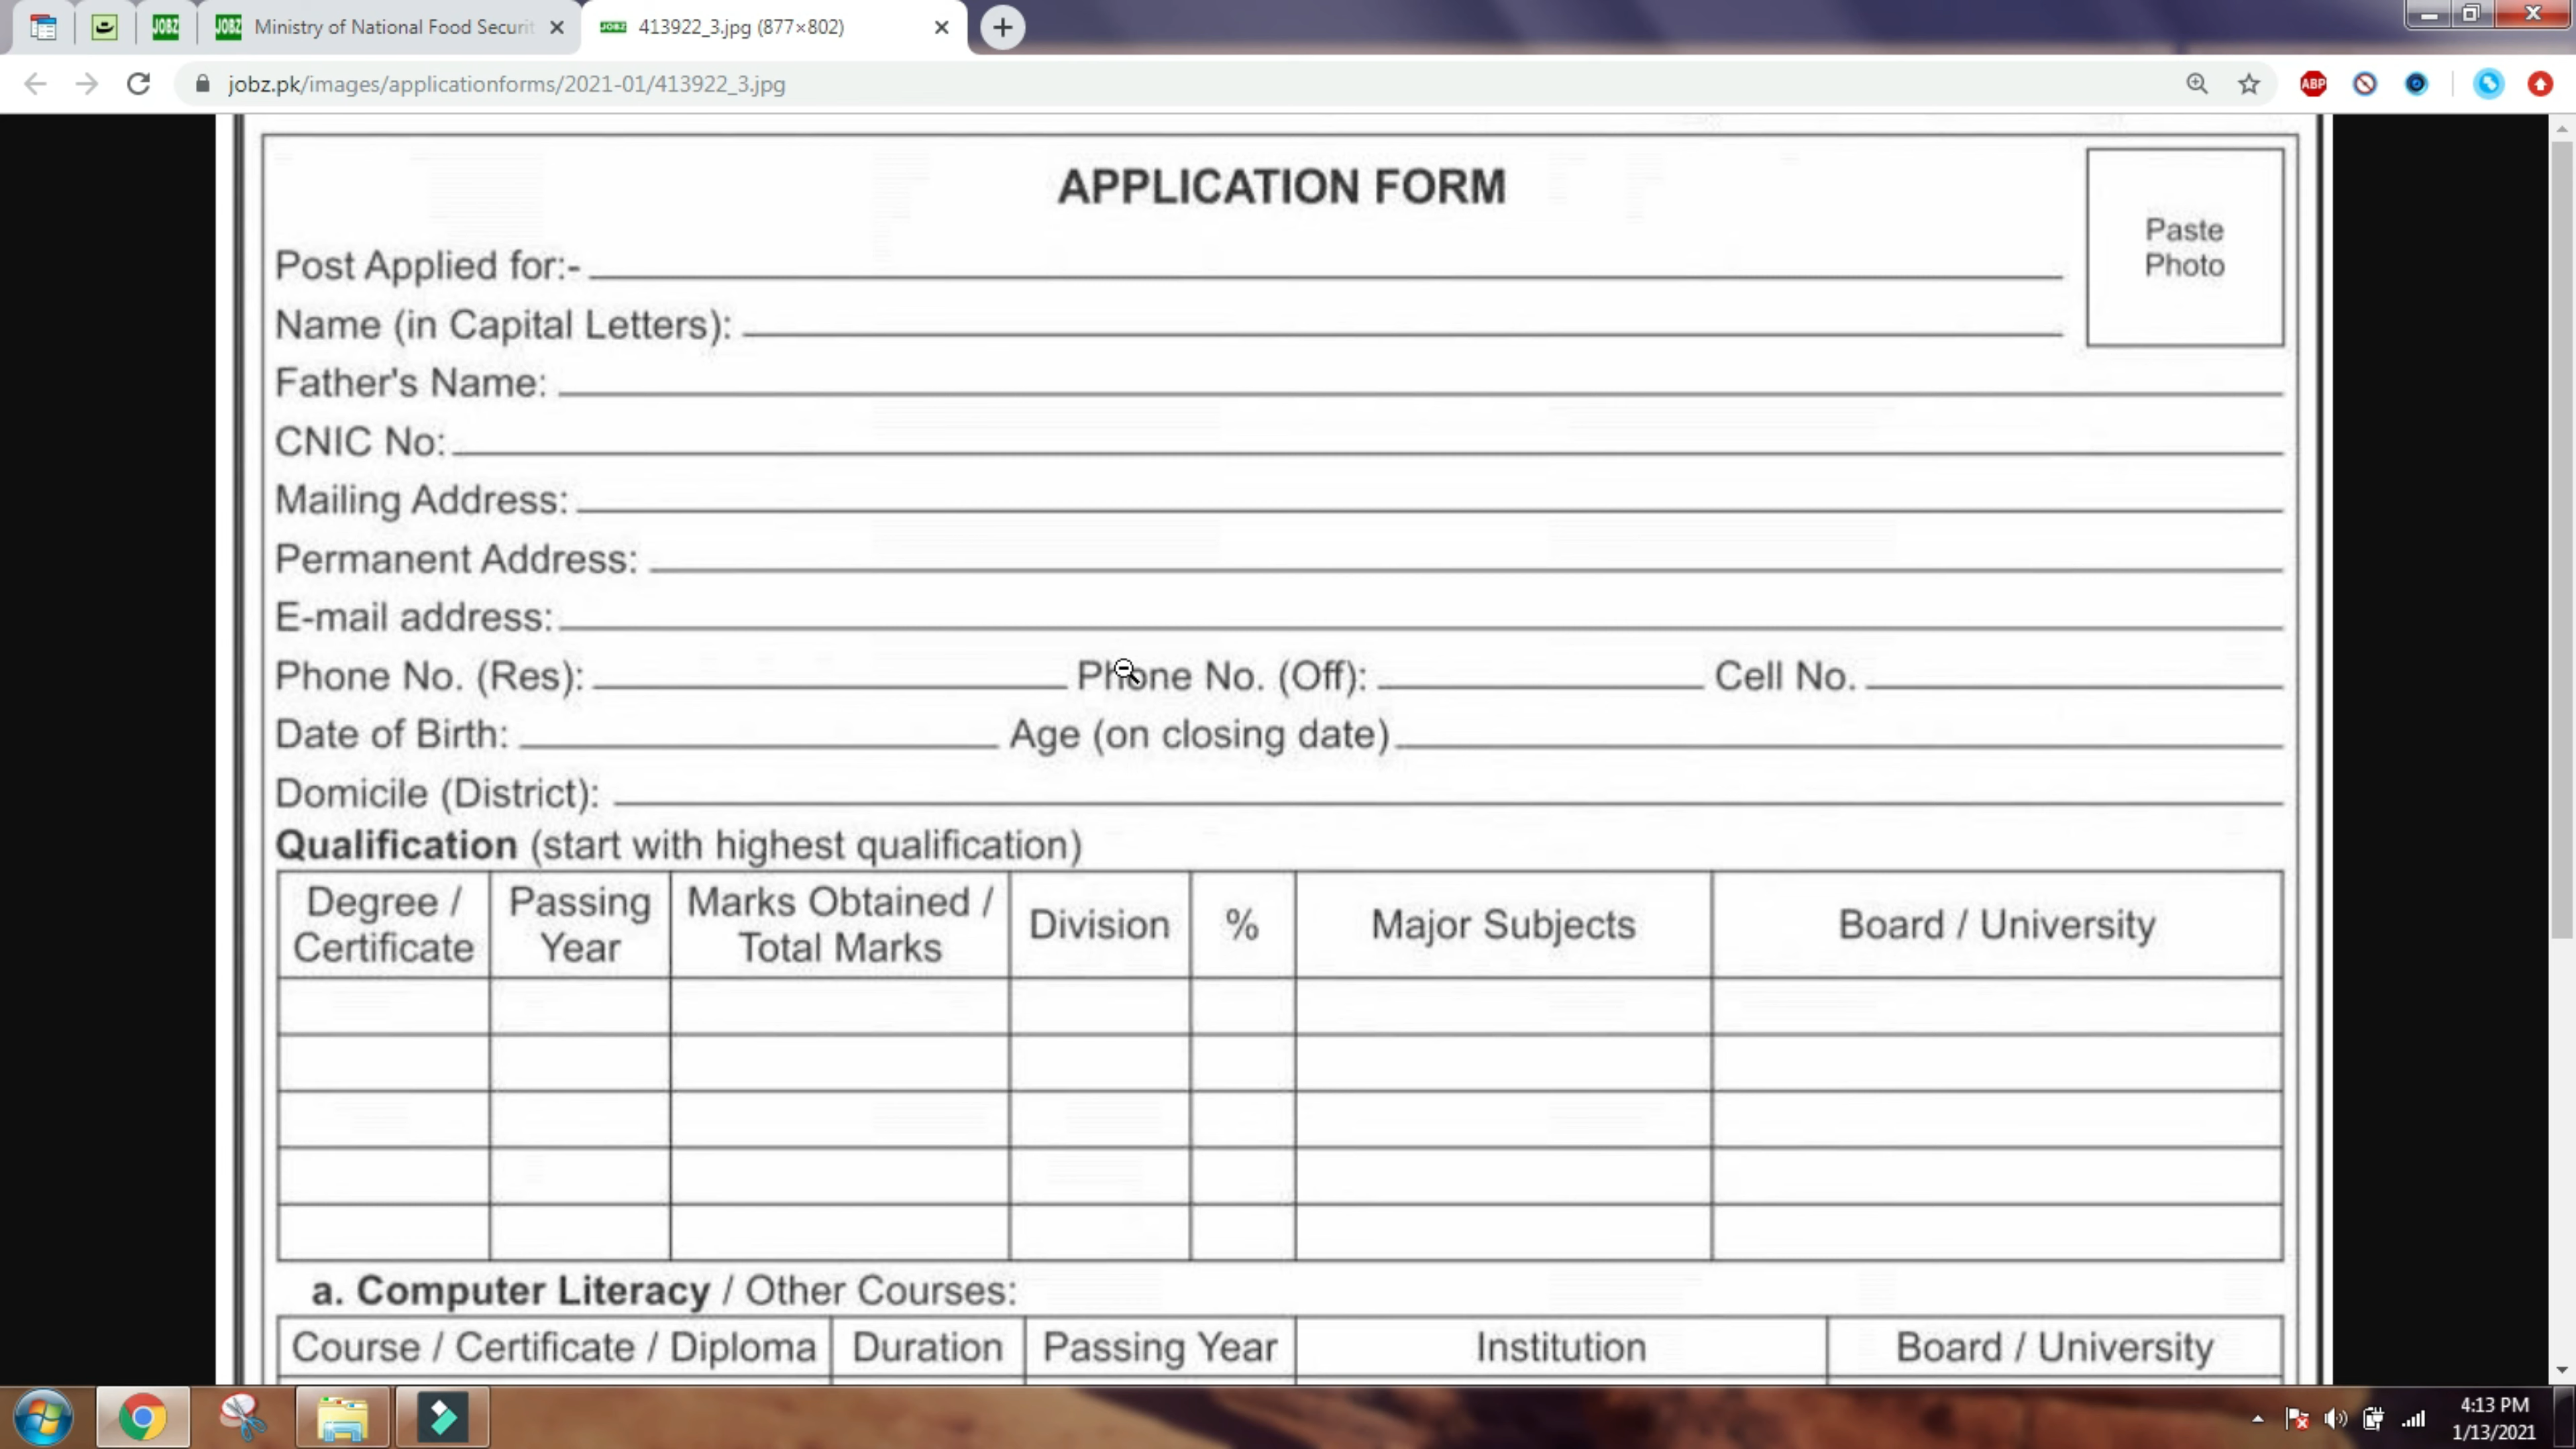 JOBZ
JOBZ Ministry of National Food Securit
JOBZ 413922_3.jpg (877×802)
jobz.pk/images/applicationforms/2021-01/413922_3.jpg
ABP
APPLICATION FORM
Paste
Photo
Post Applied for:-
Name (in Capital Letters):
Father's Name:
CNIC No:
Mailing Address:
Permanent Address:
E-mail address:
Phone No. (Res): Phone No. (Off): Cell No.
Date of Birth: Age (on closing date)
Domicile (District):
Qualification (start with highest qualification)
Degree / Certificate Passing Year Marks Obtained / Total Marks Division % Major Subjects Board / University
a. Computer Literacy / Other Courses:
Course / Certificate / Diploma Duration Passing Year Institution Board / University
4:13 PM
1/13/2021